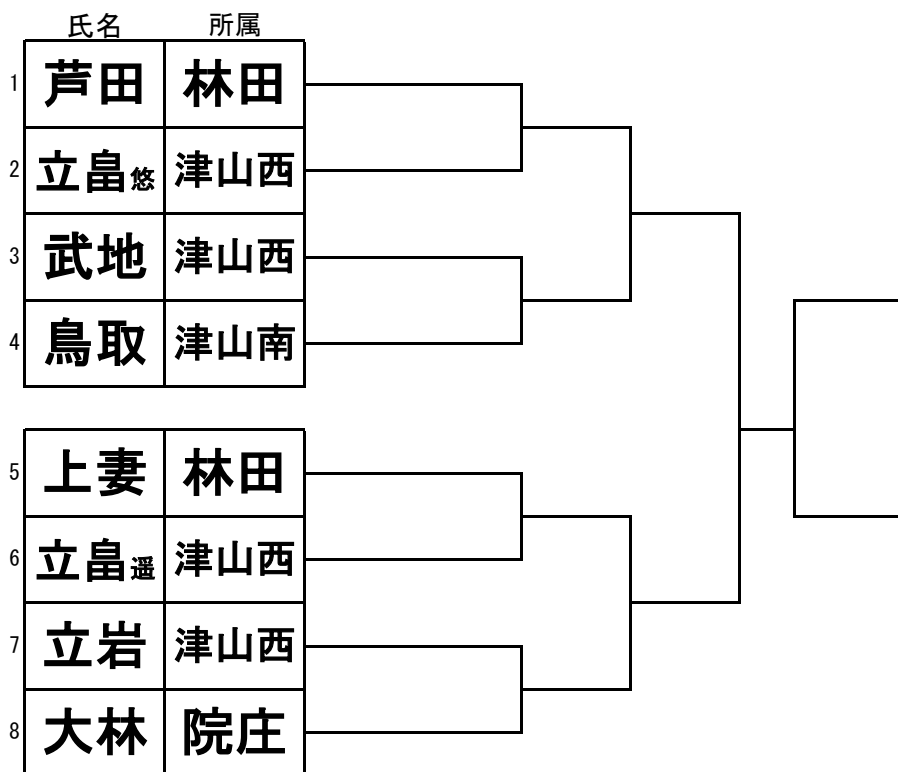 氏名 所属
1 芦田 林田
2 立畠悠 津山西
3 武地 津山西
4 鳥取 津山南
5 上妻 林田
6 立畠遥 津山西
7 立岩 津山西
8 大林 院庄